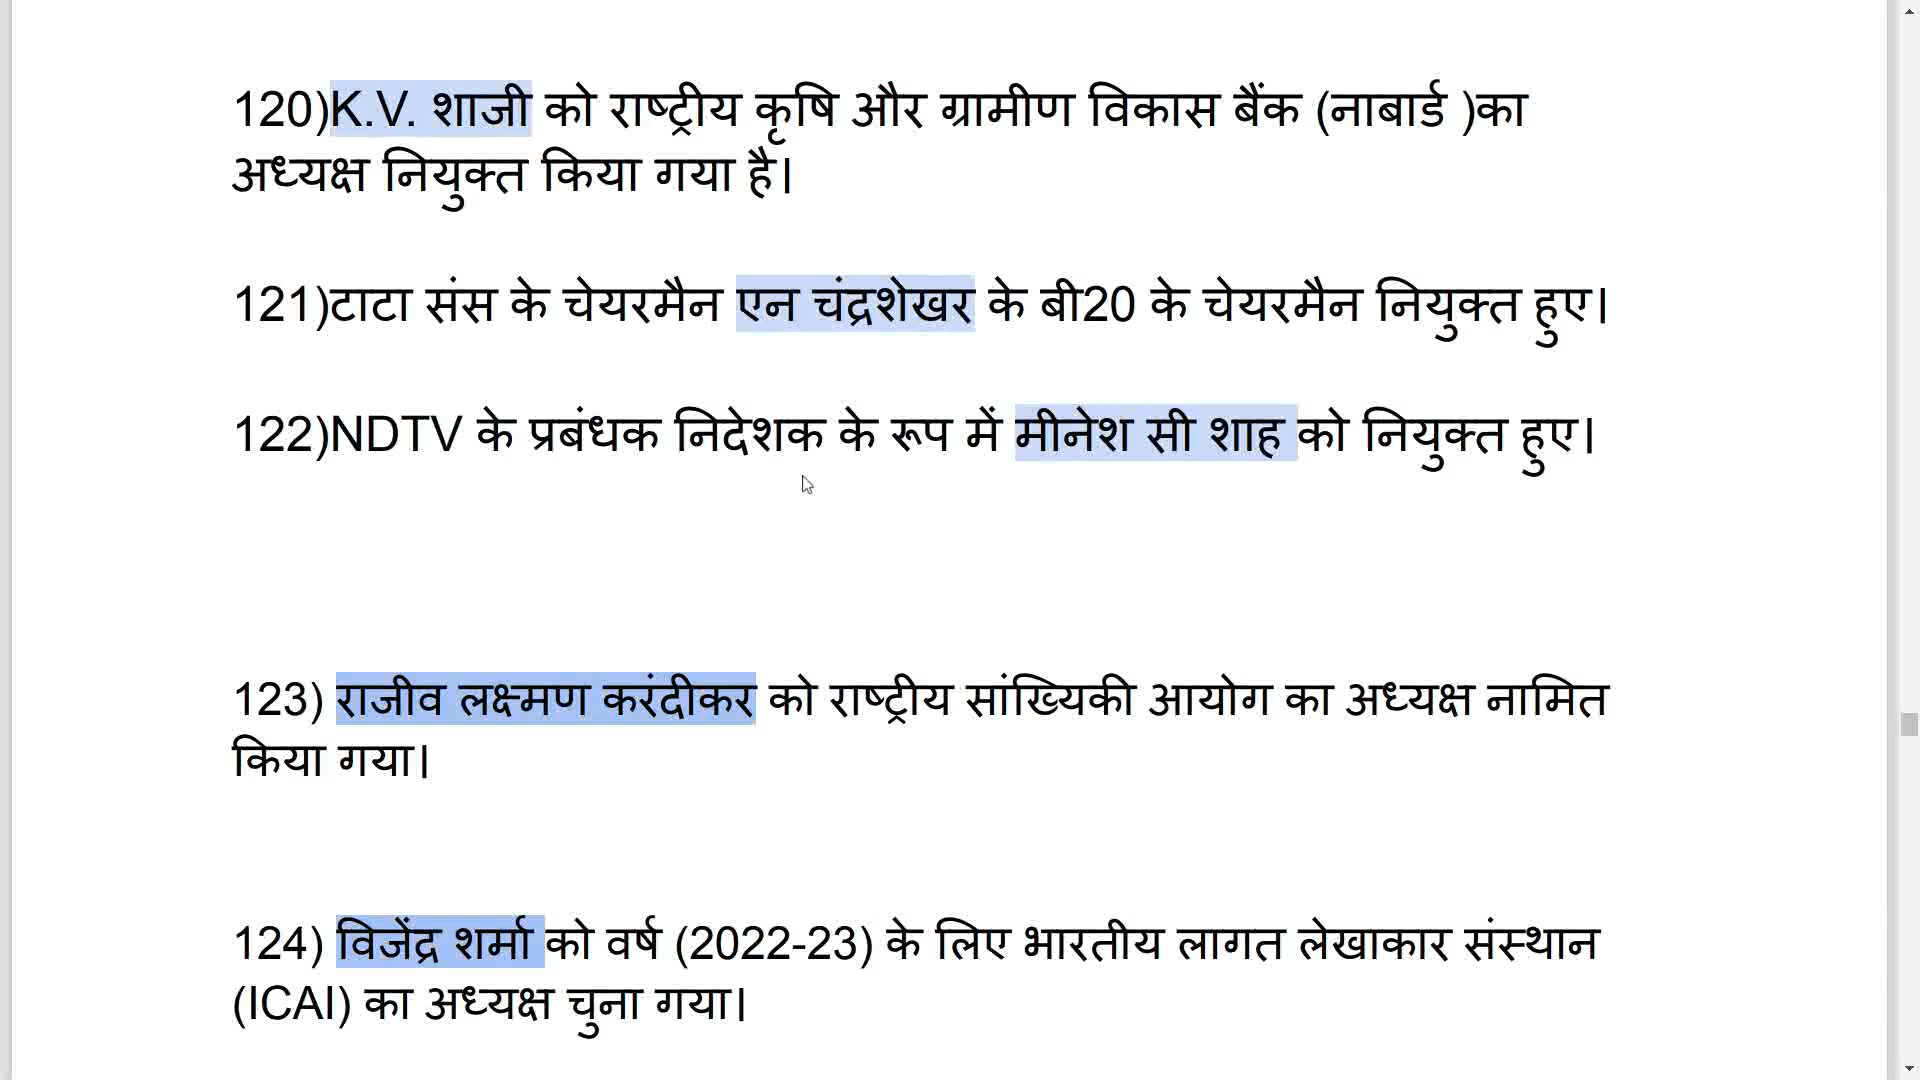 120)K.V. शाजी को राष्ट्रीय कृषि और ग्रामीण विकास बैंक (नाबार्ड )का
अध्यक्ष नियुक्त किया गया है।
121)टाटा संस के चेयरमैन एन चंद्रशेखर के बी20 के चेयरमैन नियुक्त हुए।
122)NDTV के प्रबंधक निदेशक के रूप में मीनेश सी शाह को नियुक्त हुए।
123) राजीव लक्ष्मण करंदीकर को राष्ट्रीय सांख्यिकी आयोग का अध्यक्ष नामित
किया गया।
124) विजेंद्र शर्मा को वर्ष (2022-23) के लिए भारतीय लागत लेखाकार संस्थान
(ICAI) का अध्यक्ष चुना गया।